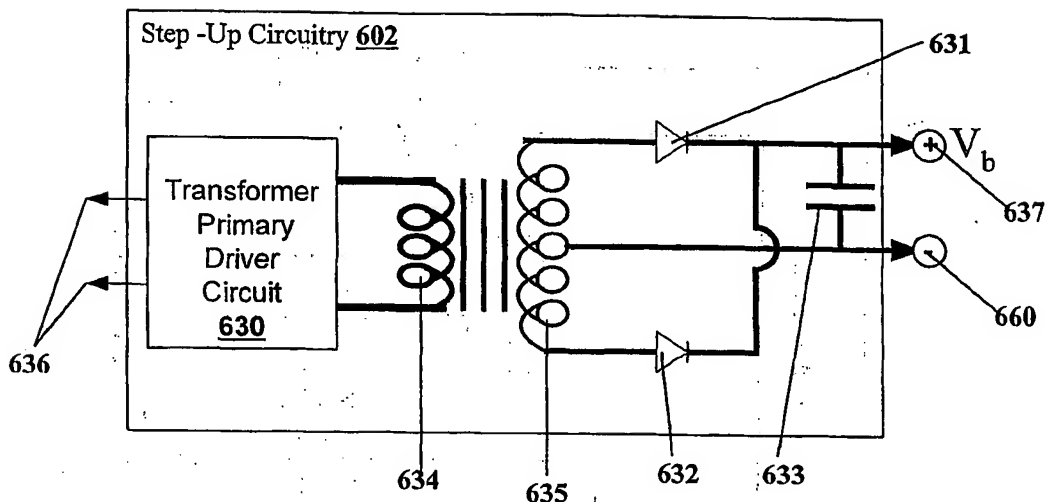 Step -Up Circuitry 602
631
Transformer
Primary
Driver
Circuit
630
+
V_b
637
-
660
636
634
635
632
633